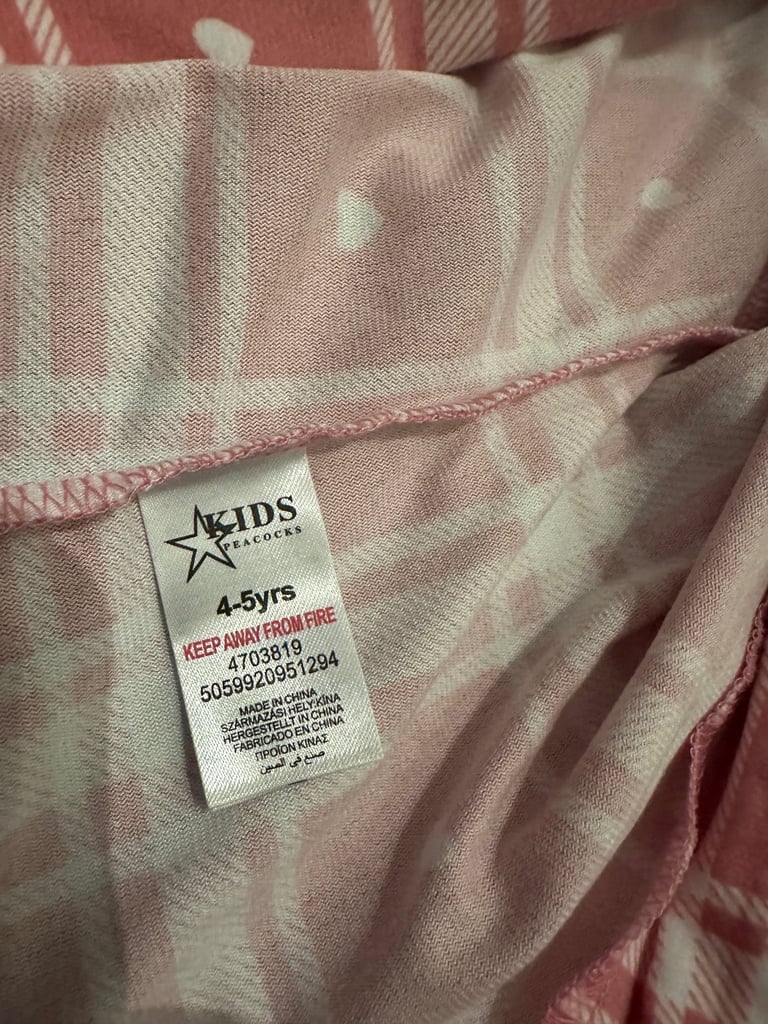 KIDS
PEACOCKS
4-5yrs
KEEP AWAY FROM FIRE
4703819
5059920951294
MADE IN CHINA
SZÁRMAZÁSI HELY:KÍNA
HERGESTELLT IN CHINA
FABRICADO EN CHINA
ΠΡΟΪΟΝ ΚΙΝΑΣ
صنع في الصين